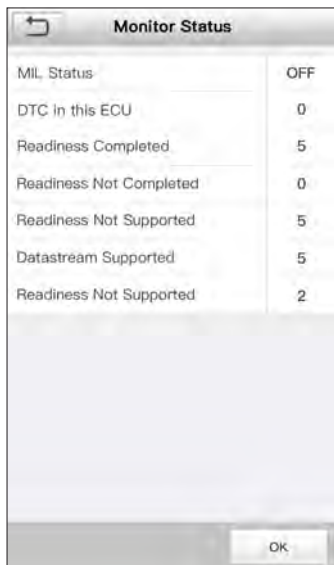 Monitor Status
MIL Status OFF
DTC in this ECU 0
Readiness Completed 5
Readiness Not Completed 0
Readiness Not Supported 5
Datastream Supported 5
Readiness Not Supported 2
OK